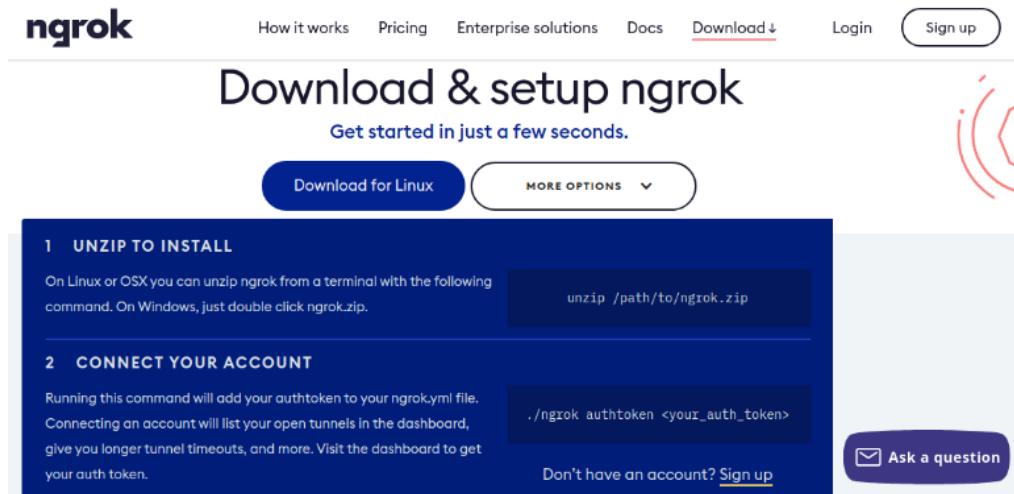 ngrok How it works Pricing Enterprise solutions Docs Download↓ Login Sign up
Download & setup ngrok
Get started in just a few seconds.
Download for Linux MORE OPTIONS
1 UNZIP TO INSTALL
On Linux or OSX you can unzip ngrok from a terminal with the following
command. On Windows, just double click ngrok.zip.
unzip /path/to/ngrok.zip
2 CONNECT YOUR ACCOUNT
Running this command will add your authtoken to your ngrok.yml file.
Connecting an account will list your open tunnels in the dashboard,
give you longer tunnel timeouts, and more. Visit the dashboard to get
your auth token.
./ngrok authtoken <your_auth_token>
Don't have an account? Sign up
Ask a question